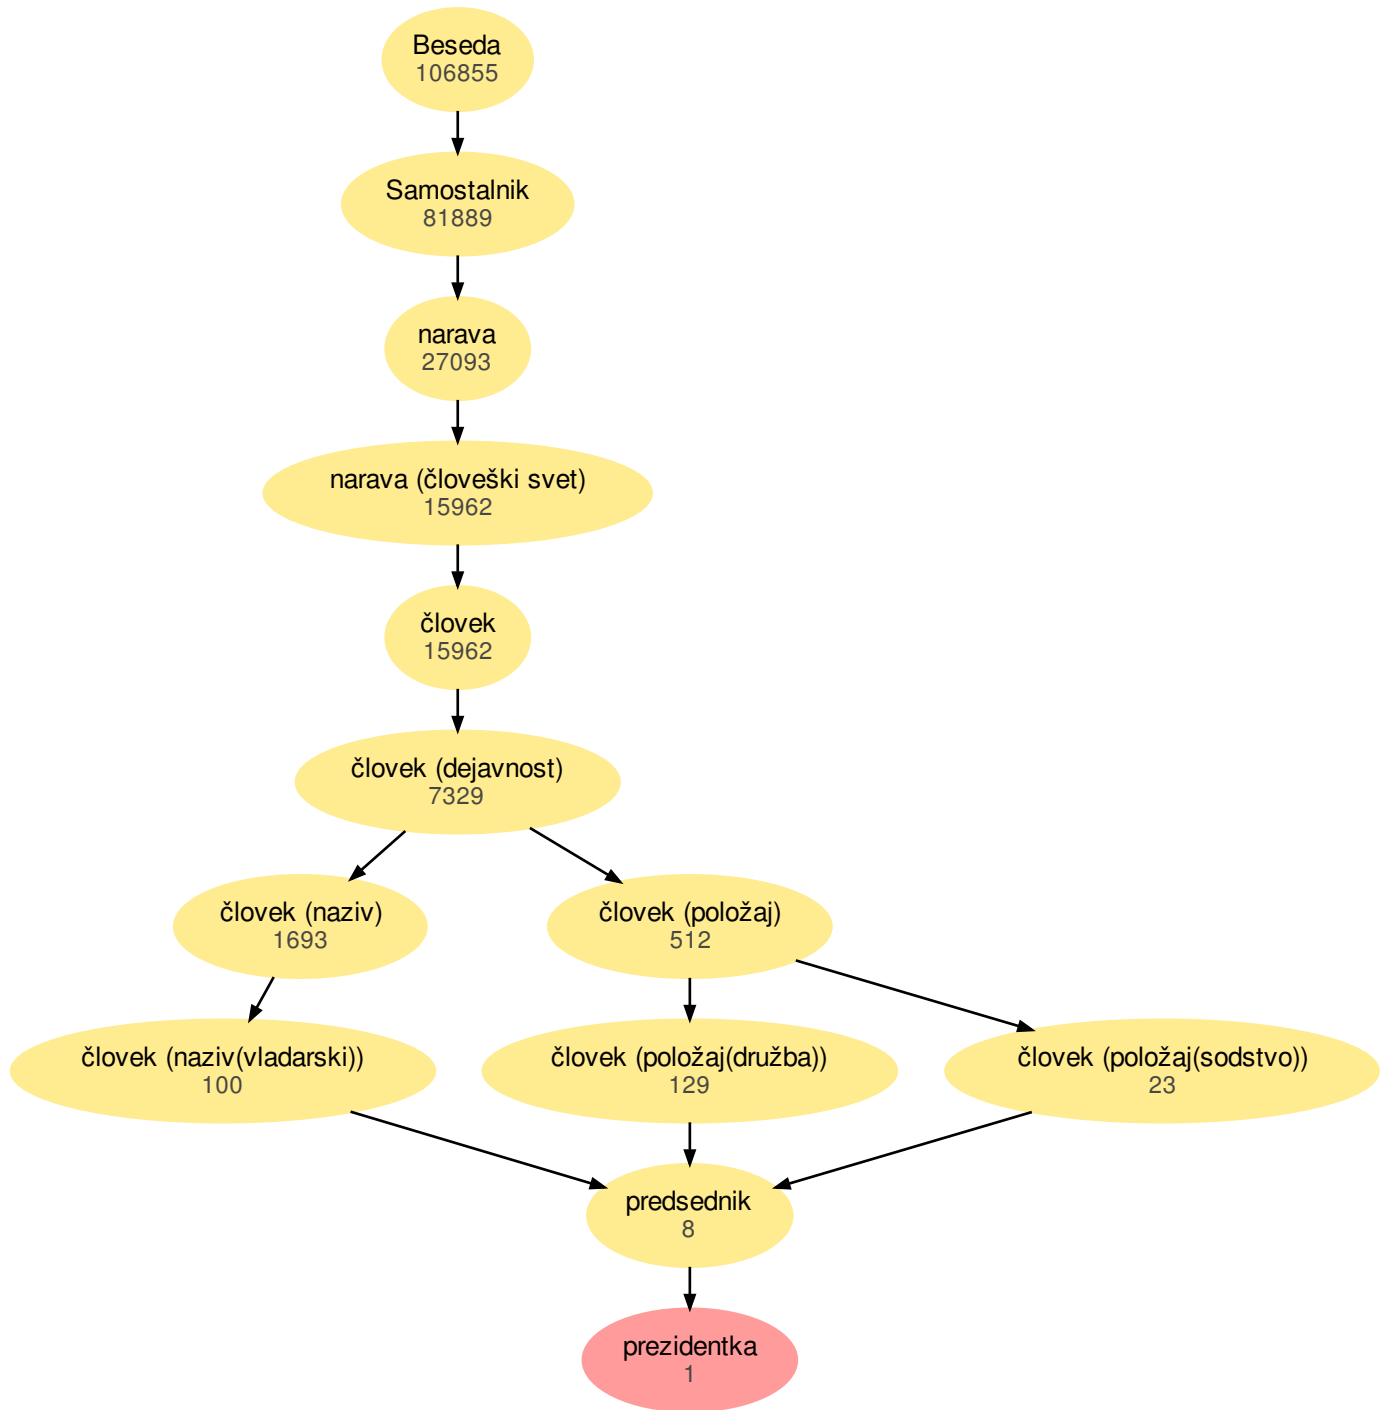 Beseda
106855
Samostalnik
81889
narava
27093
narava (človeški svet)
15962
človek
15962
človek (dejavnost)
7329
človek (naziv)
1693
človek (položaj)
512
človek (naziv(vladarski))
100
človek (položaj(družba))
129
človek (položaj(sodstvo))
23
predsednik
8
prezidentka
1